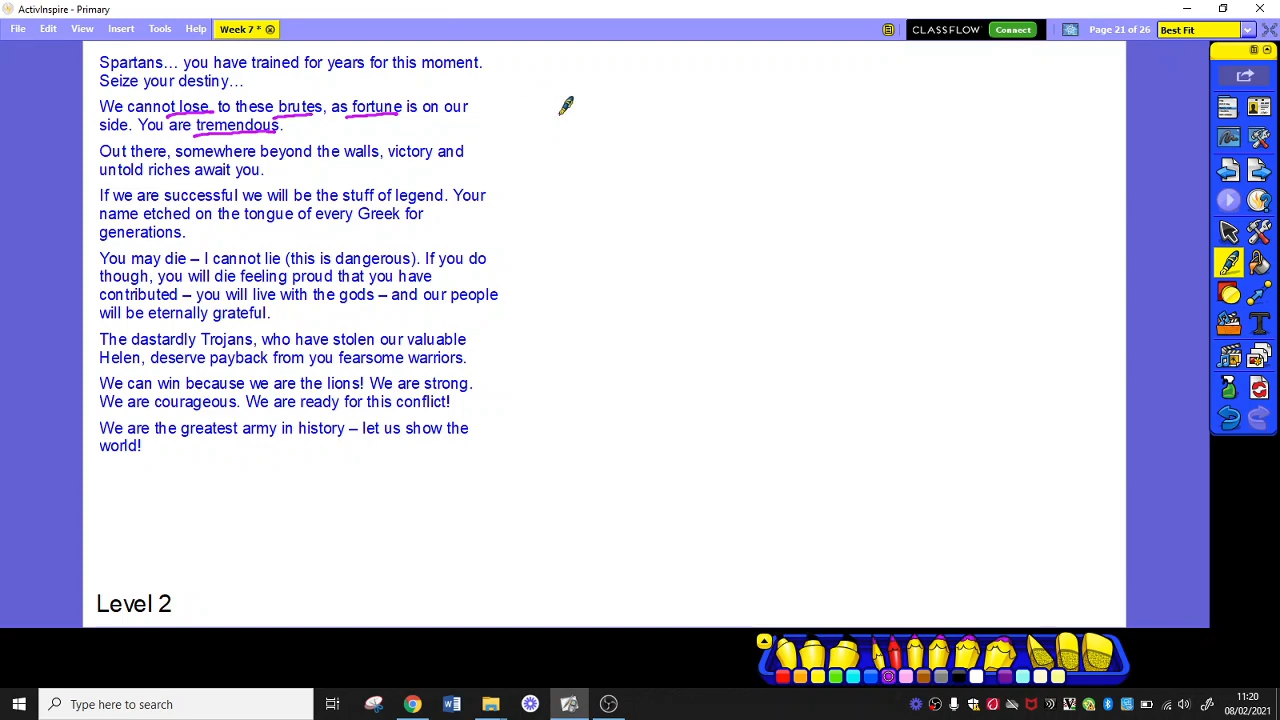 ActivInspire - Primary
File Edit View Insert Tools Help Week 7 * CLASSFLOW Connect Page 21 of 26 Best Fit
Spartans… you have trained for years for this moment.
Seize your destiny…
We cannot lose to these brutes, as fortune is on our
side. You are tremendous.
Out there, somewhere beyond the walls, victory and
untold riches await you.
If we are successful we will be the stuff of legend. Your
name etched on the tongue of every Greek for
generations.
You may die – I cannot lie (this is dangerous). If you do
though, you will die feeling proud that you have
contributed – you will live with the gods – and our people
will be eternally grateful.
The dastardly Trojans, who have stolen our valuable
Helen, deserve payback from you fearsome warriors.
We can win because we are the lions! We are strong.
We are courageous. We are ready for this conflict!
We are the greatest army in history – let us show the
world!
Level 2
Type here to search
11:20
08/02/2021